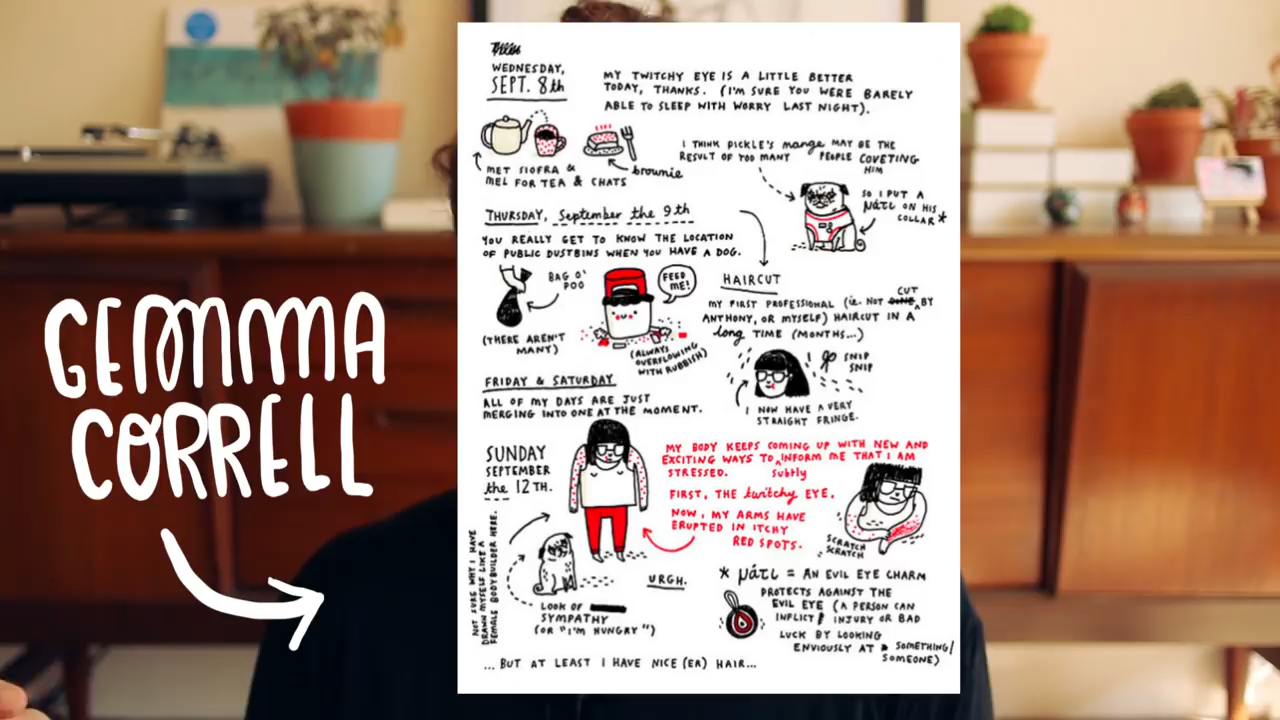 GEMMA
CORRELL
WEDNESDAY,
SEPT. 8th
MY TWITCHY EYE IS A LITTLE BETTER
TODAY, THANKS. (I'M SURE YOU WERE BARELY
ABLE TO SLEEP WITH WORRY LAST NIGHT).
MET SIOFRA &
MEL FOR TEA & CHATS
brownie
I THINK PICKLE'S mange MAY BE THE
RESULT OF TOO MANY PEOPLE COVETING
HIM
SO I PUT A
ON HIS
COLLAR*
THURSDAY, September the 9th
YOU REALLY GET TO KNOW THE LOCATION
OF PUBLIC DUSTBINS WHEN YOU HAVE A DOG.
BAG O'
POO
FEED
ME!
(THERE AREN'T
MANY)
(ALWAYS
OVERFLOWING
WITH RUBBISH)
HAIRCUT
MY FIRST PROFESSIONAL (ie. NOT DONE CUT BY
ANTHONY, OR MYSELF) HAIRCUT IN A
long TIME (MONTHS...)
SNIP
SNIP
I NOW HAVE A VERY
STRAIGHT FRINGE.
FRIDAY & SATURDAY
ALL OF MY DAYS ARE JUST
MERGING INTO ONE AT THE MOMENT.
SUNDAY
SEPTEMBER
the 12TH.
MY BODY KEEPS COMING UP WITH NEW AND
EXCITING WAYS TO INFORM ME THAT I AM
STRESSED. subtly
FIRST, THE twitchy EYE.
NOW, MY ARMS HAVE
ERUPTED IN ITCHY
RED SPOTS.
SCRATCH
SCRATCH
NOT SURE WHY I HAVE
DRAWN MYSELF LIKE A
FEMALE BODYBUILDER HERE.
URGH.
LOOK OF
SYMPATHY
(OR "I'M HUNGRY")
= AN EVIL EYE CHARM
PROTECTS AGAINST THE
EVIL EYE (A PERSON CAN
INFLICT INJURY OR BAD
LUCK BY LOOKING
ENVIOUSLY AT SOMETHING/
SOMEONE)
...BUT AT LEAST I HAVE NICE (ER) HAIR...